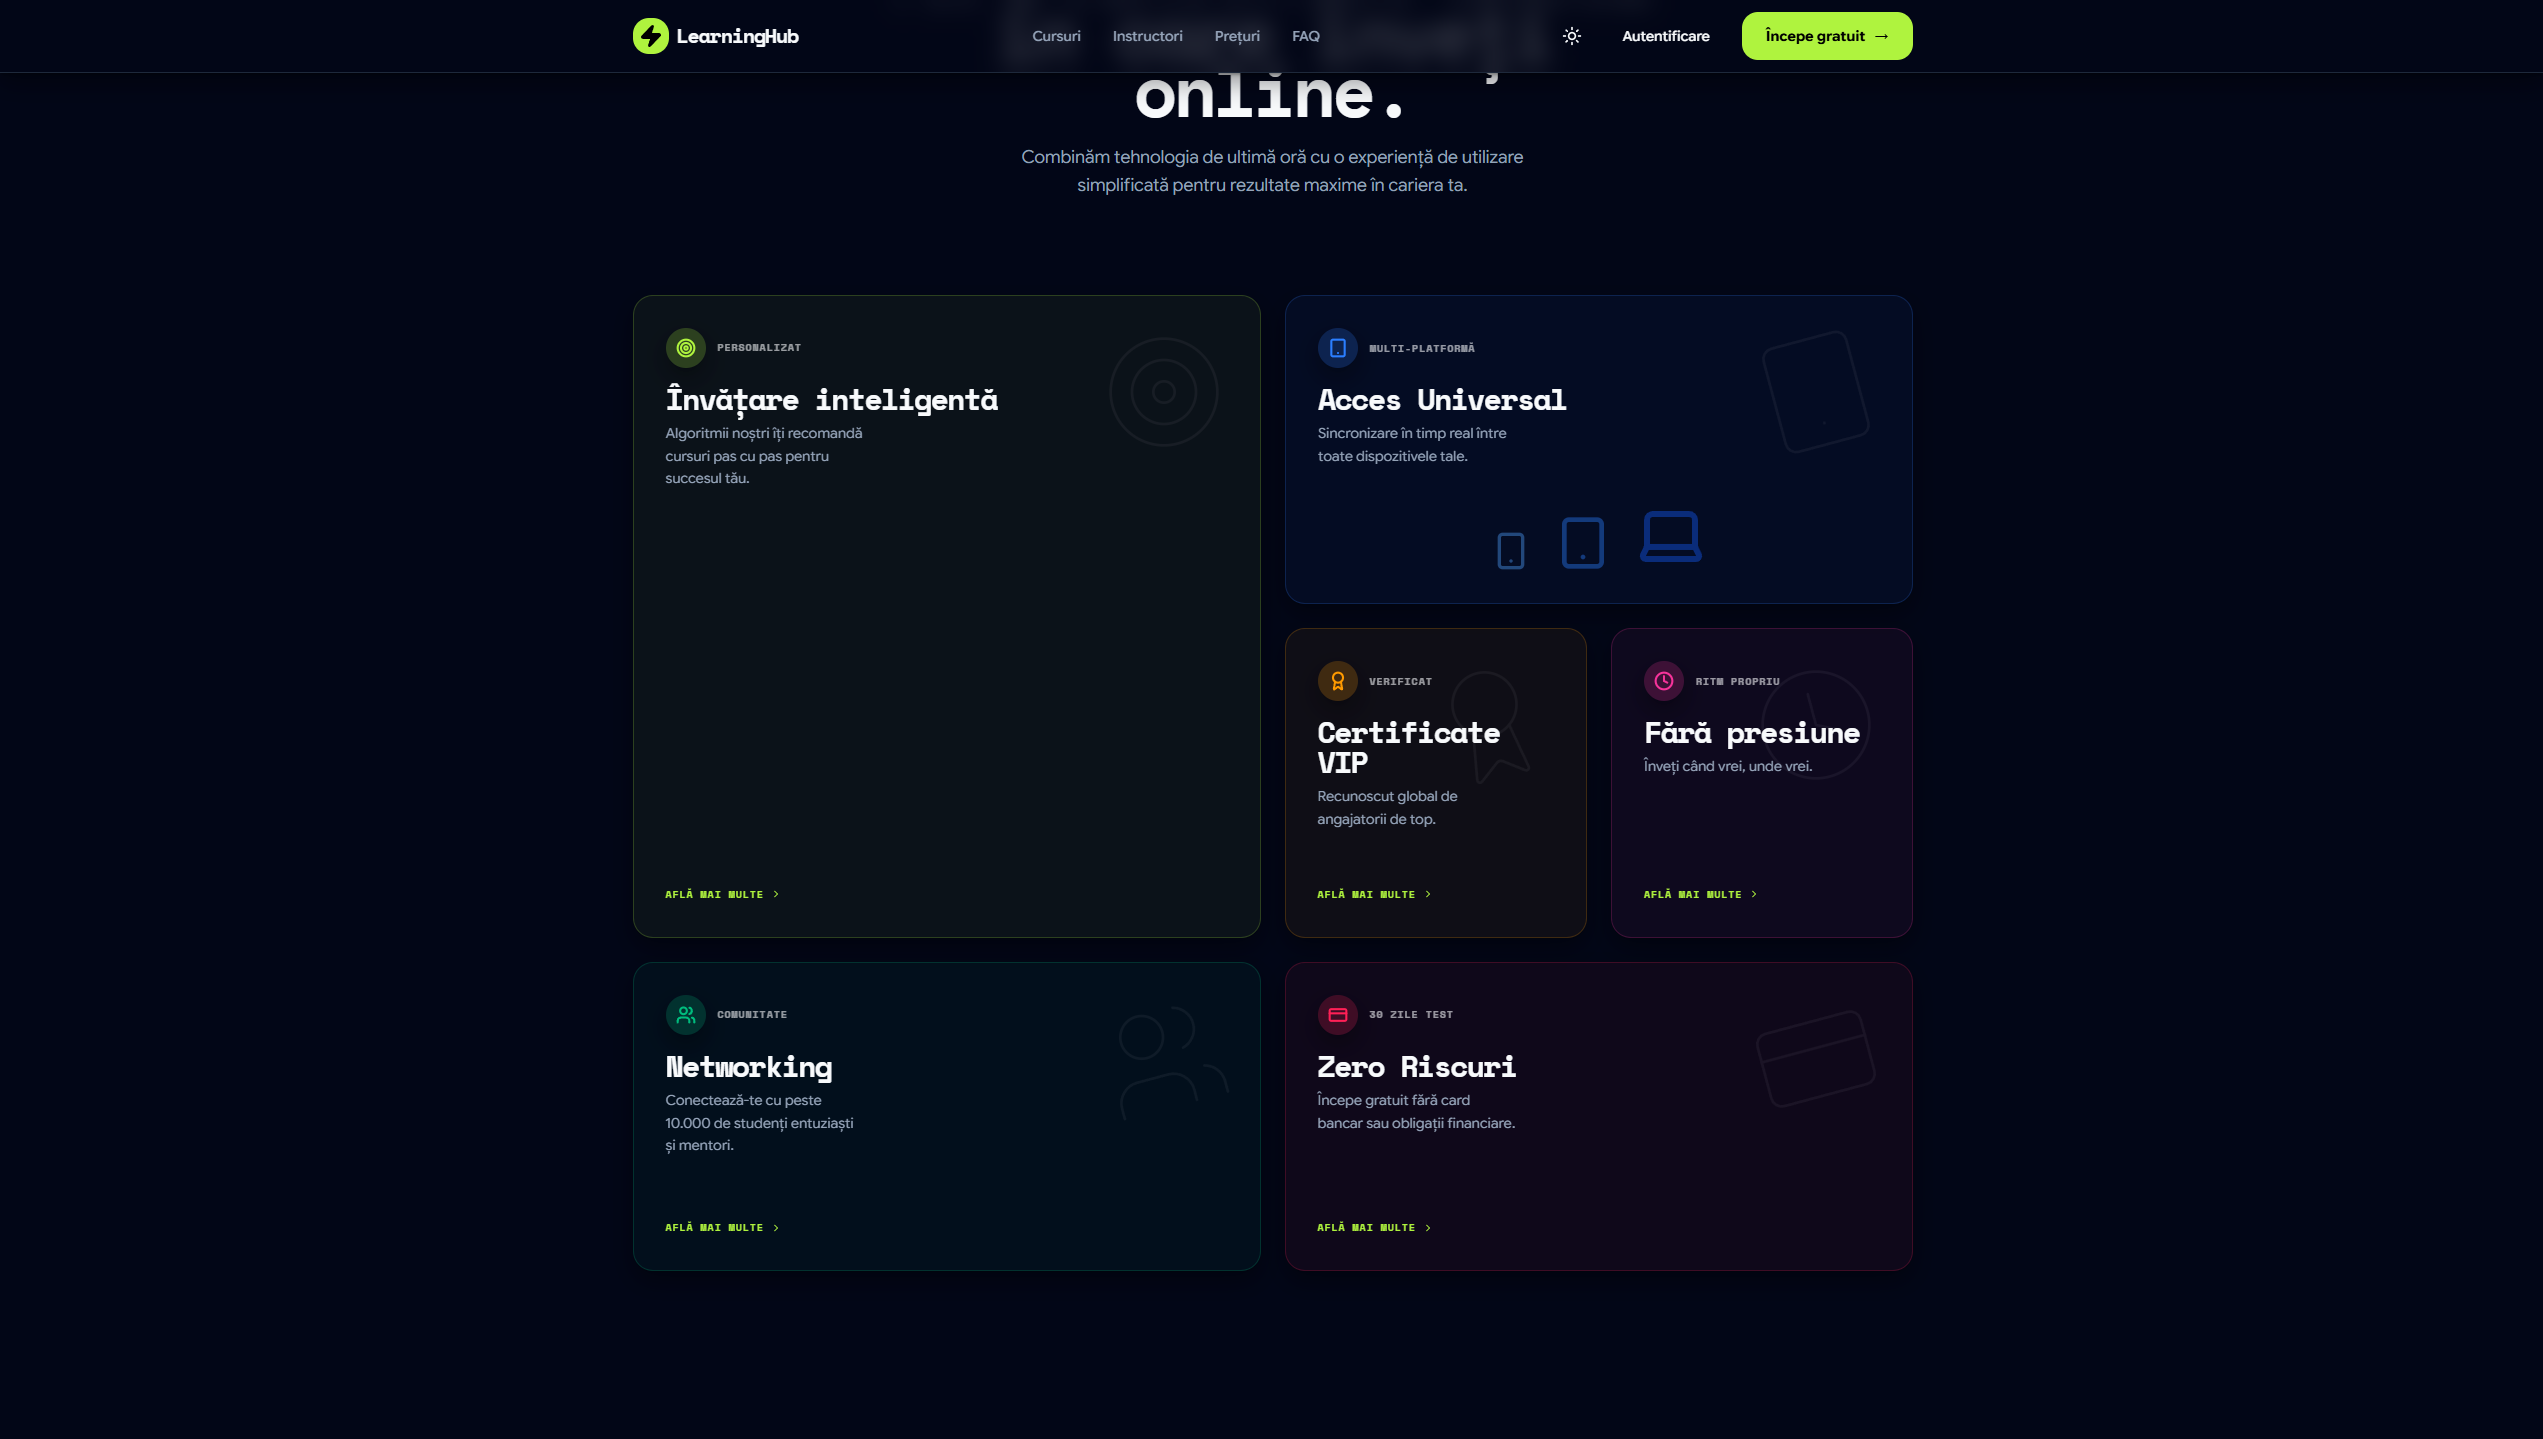 LearningHub
Cursuri
Instructori
Prețuri
FAQ
Autentificare
Începe gratuit →
online.
Combinăm tehnologia de ultimă oră cu o experiență de utilizare
simplificată pentru rezultate maxime în cariera ta.
PERSONALIZAT
Învățare inteligentă
Algoritmii noștri îți recomandă
cursuri pas cu pas pentru
succesul tău.
AFLĂ MAI MULTE >
MULTI-PLATFORMĂ
Acces Universal
Sincronizare în timp real între
toate dispozitivele tale.
VERIFICAT
Certificate
VIP
Recunoscut global de
angajatorii de top.
AFLĂ MAI MULTE >
RITM PROPRIU
Fără presiune
Înveți când vrei, unde vrei.
AFLĂ MAI MULTE >
COMUNITATE
Networking
Conectează-te cu peste
10.000 de studenți entuziaști
și mentori.
AFLĂ MAI MULTE >
30 ZILE TEST
Zero Riscuri
Începe gratuit fără card
bancar sau obligații financiare.
AFLĂ MAI MULTE >